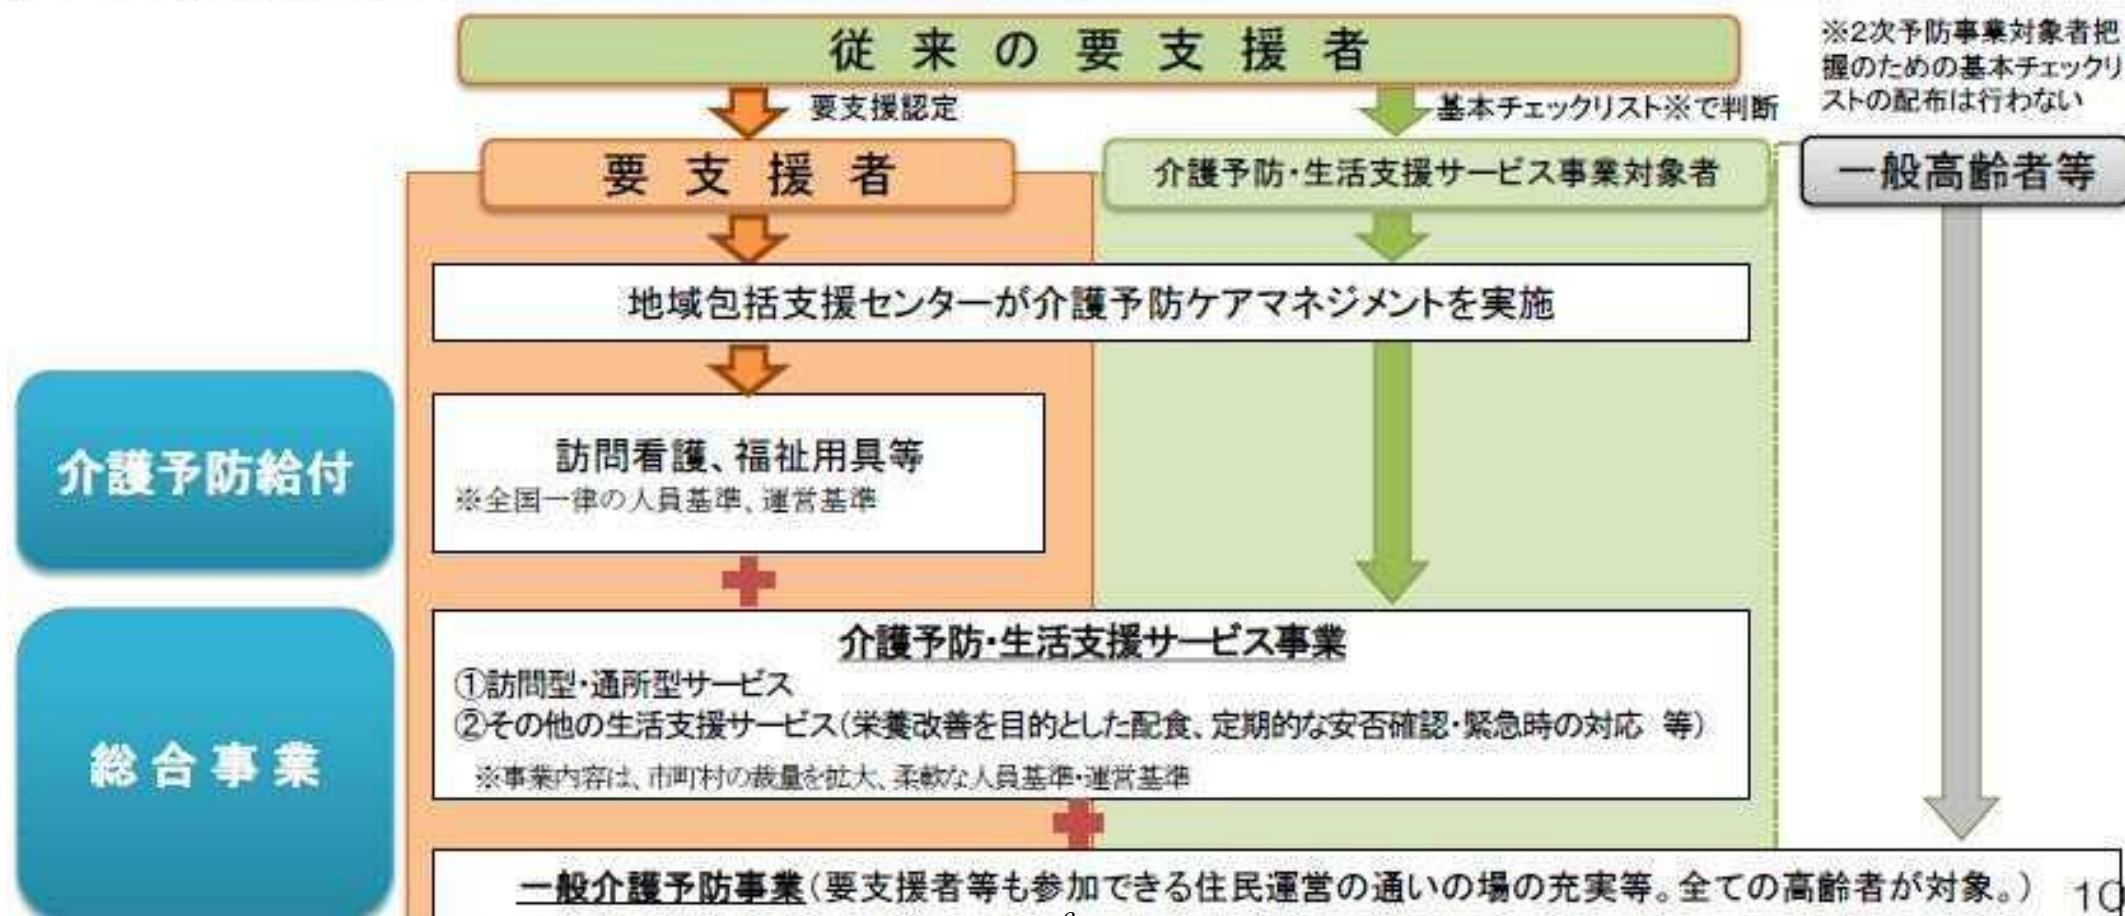 従来の要支援者
※2次予防事業対象者把
握のための基本チェックリ
ストの配布は行わない
要支援認定
基本チェックリスト※で判断
要支援者
介護予防・生活支援サービス事業対象者
一般高齢者等
地域包括支援センターが介護予防ケアマネジメントを実施
介護予防給付
訪問看護、福祉用具等
※全国一律の人員基準、運営基準
総合事業
介護予防・生活支援サービス事業
①訪問型・通所型サービス
②その他の生活支援サービス(栄養改善を目的とした配食、定期的な安否確認・緊急時の対応 等)
※事業内容は、市町村の裁量を拡大、柔軟な人員基準・運営基準
一般介護予防事業(要支援者等も参加できる住民運営の通いの場の充実等。全ての高齢者が対象。)
10